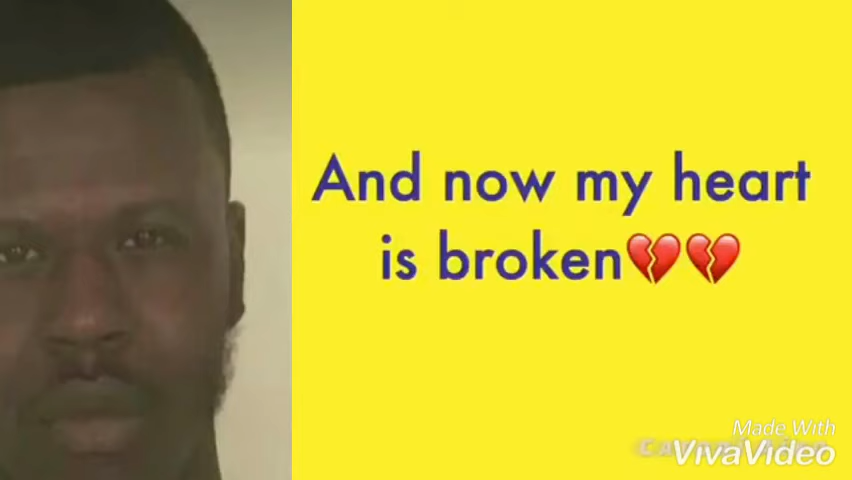 And now my heart
is broken💔💔
Made With
VivaVideo